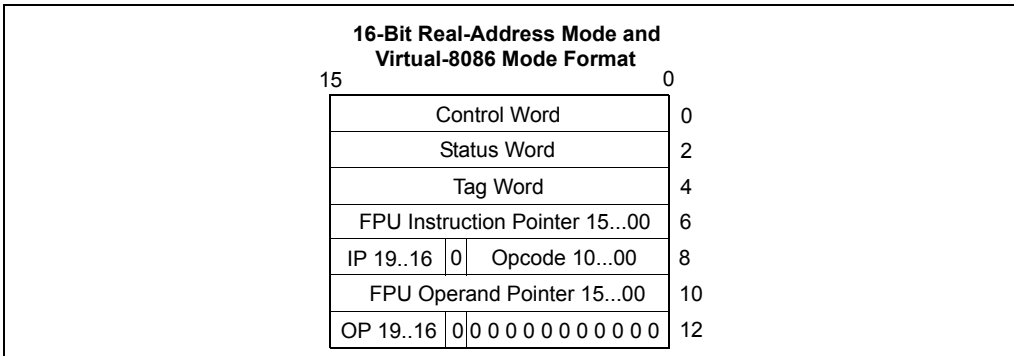 16-Bit Real-Address Mode and
Virtual-8086 Mode Format
15 0
Control Word 0
Status Word 2
Tag Word 4
FPU Instruction Pointer 15...00 6
IP 19..16 0 Opcode 10...00 8
FPU Operand Pointer 15...00 10
OP 19..16 0 0 0 0 0 0 0 0 0 0 0 0 12